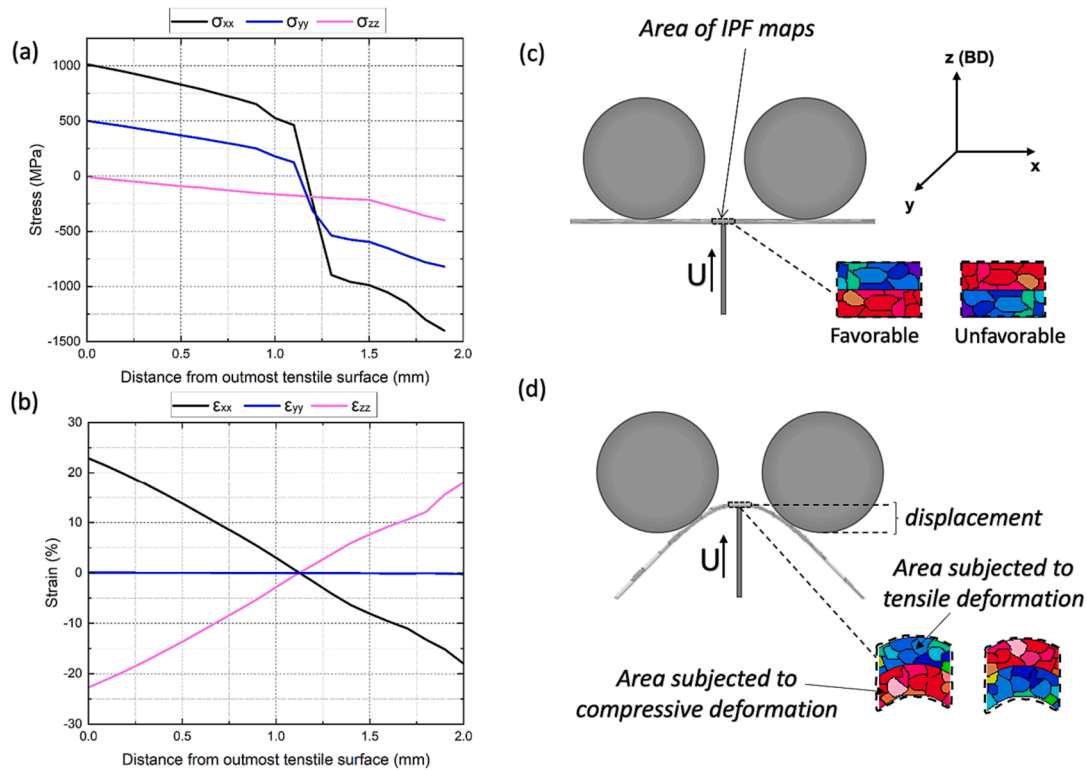 (a)
σxx σyy σzz
1000
500
0
-500
-1000
-1500
Stress (MPa)
0.0 0.5 1.0 1.5 2.0
Distance from outmost tenstile surface (mm)
(b)
εxx εyy εzz
30
20
10
0
-10
-20
-30
Strain (%)
0.0 0.5 1.0 1.5 2.0
Distance from outmost tenstile surface (mm)
(c)
Area of IPF maps
z (BD)
x
y
U
Favorable Unfavorable
(d)
displacement
U
Area subjected to
tensile deformation
Area subjected to
compressive deformation